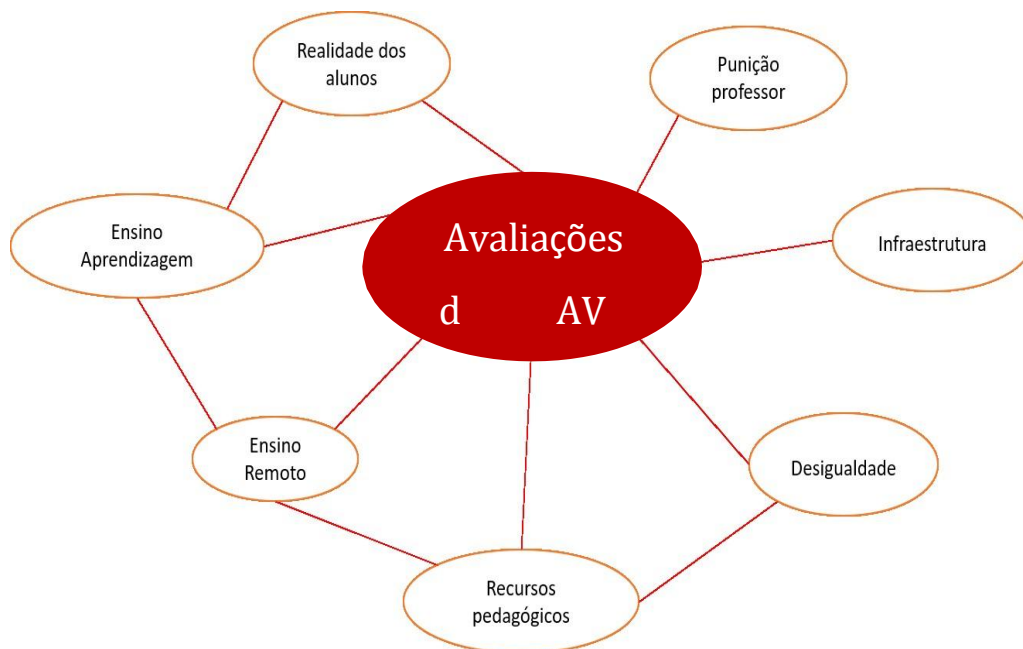 Realidade dos
alunos
Punição
professor
Ensino
Aprendizagem
Avaliações
d AV
Infraestrutura
Ensino
Remoto
Desigualdade
Recursos
pedagógicos